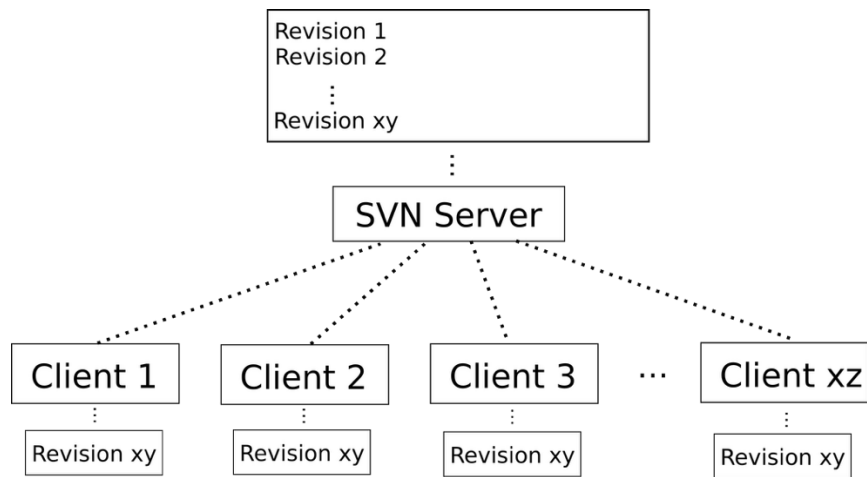 Revision 1
Revision 2
⋮
Revision xy
SVN Server
Client 1
Client 2
Client 3
...
Client xz
Revision xy
Revision xy
Revision xy
Revision xy